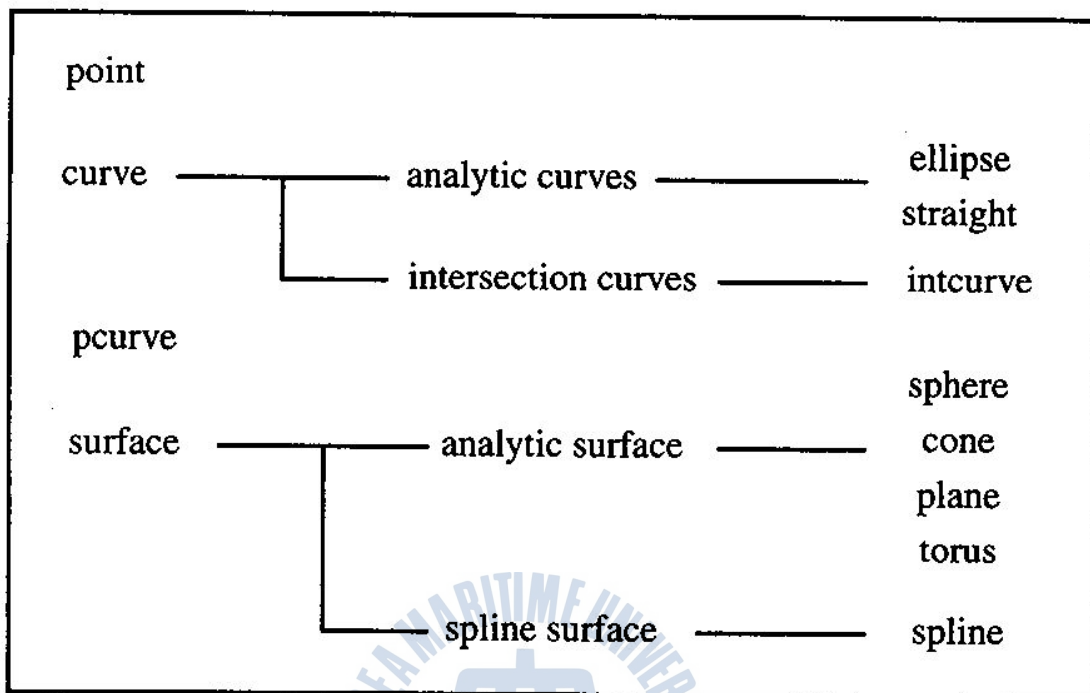 point
curve analytic curves ellipse
straight
intersection curves intcurve
pcurve
sphere
surface analytic surface cone
plane
torus
spline surface spline
MARITIME